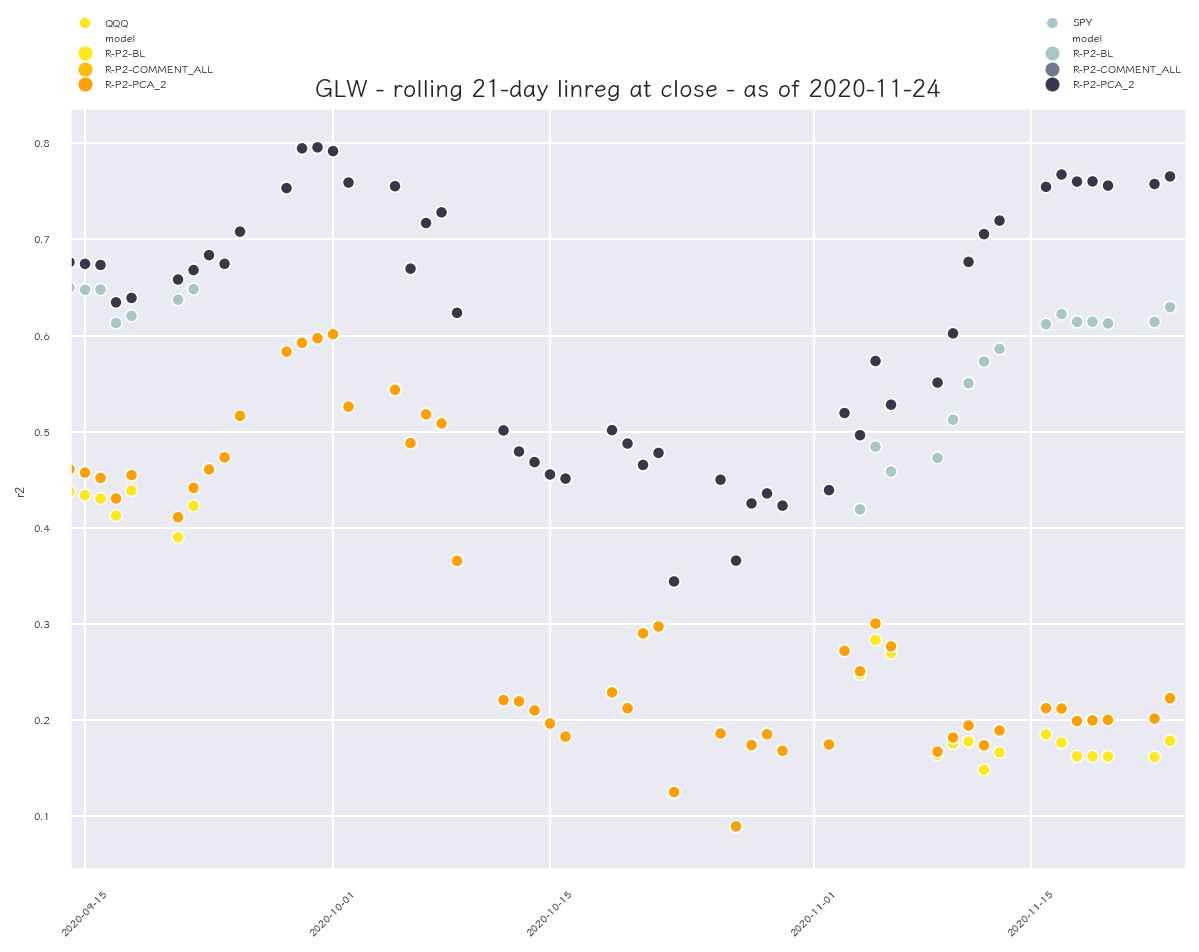 QQQ
model
R-P2-BL
R-P2-COMMENT_ALL
R-P2-PCA_2
SPY
model
R-P2-BL
R-P2-COMMENT_ALL
R-P2-PCA_2
GLW - rolling 21-day linreg at close - as of 2020-11-24
r2
0.8
0.7
0.6
0.5
0.4
0.3
0.2
0.1
2020-09-15
2020-10-01
2020-10-15
2020-11-01
2020-11-15